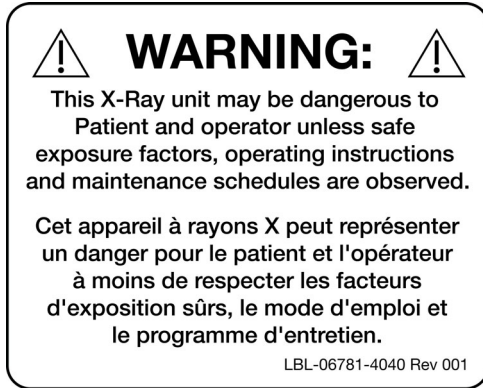 WARNING:
This X-Ray unit may be dangerous to
Patient and operator unless safe
exposure factors, operating instructions
and maintenance schedules are observed.
Cet appareil à rayons X peut représenter
un danger pour le patient et l'opérateur
à moins de respecter les facteurs
d'exposition sûrs, le mode d'emploi et
le programme d'entretien.
LBL-06781-4040 Rev 001